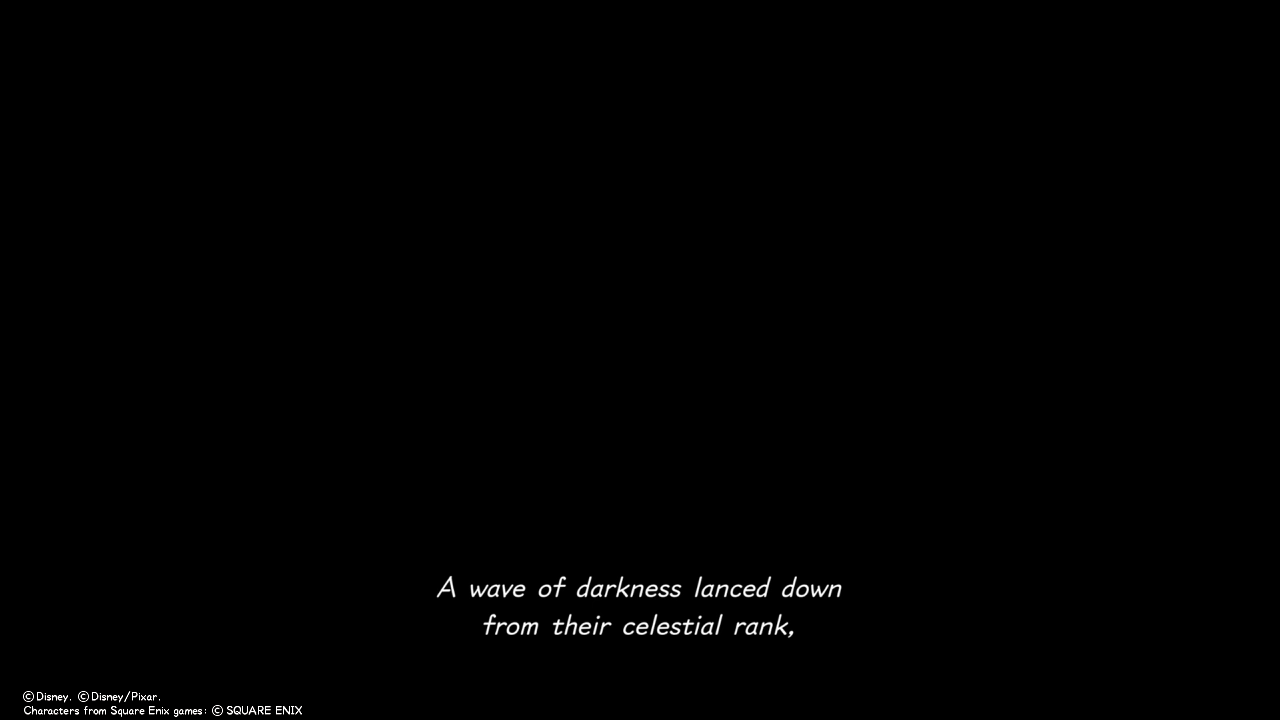 A wave of darkness lanced down
from their celestial rank,
©Disney. ©Disney/Pixar.
Characters from Square Enix games: © SQUARE ENIX